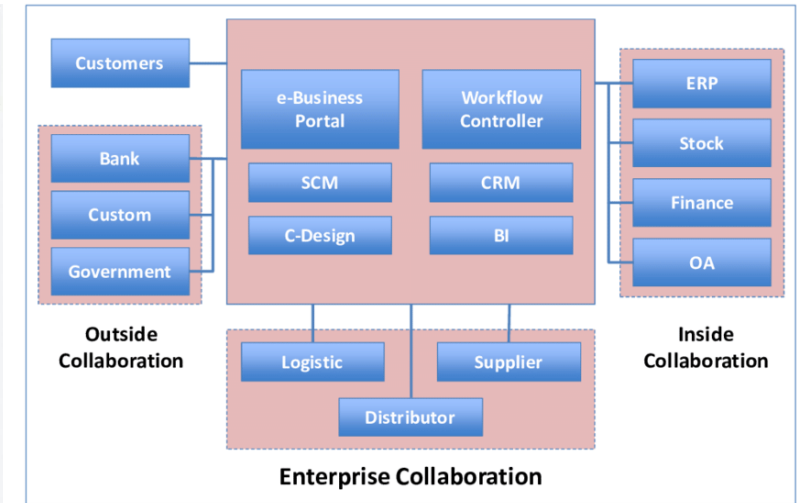 Customers
e-Business
Portal
Workflow
Controller
ERP
Bank
Stock
SCM
CRM
Custom
Finance
C-Design
BI
Government
OA
Outside
Collaboration
Inside
Collaboration
Logistic
Supplier
Distributor
Enterprise Collaboration